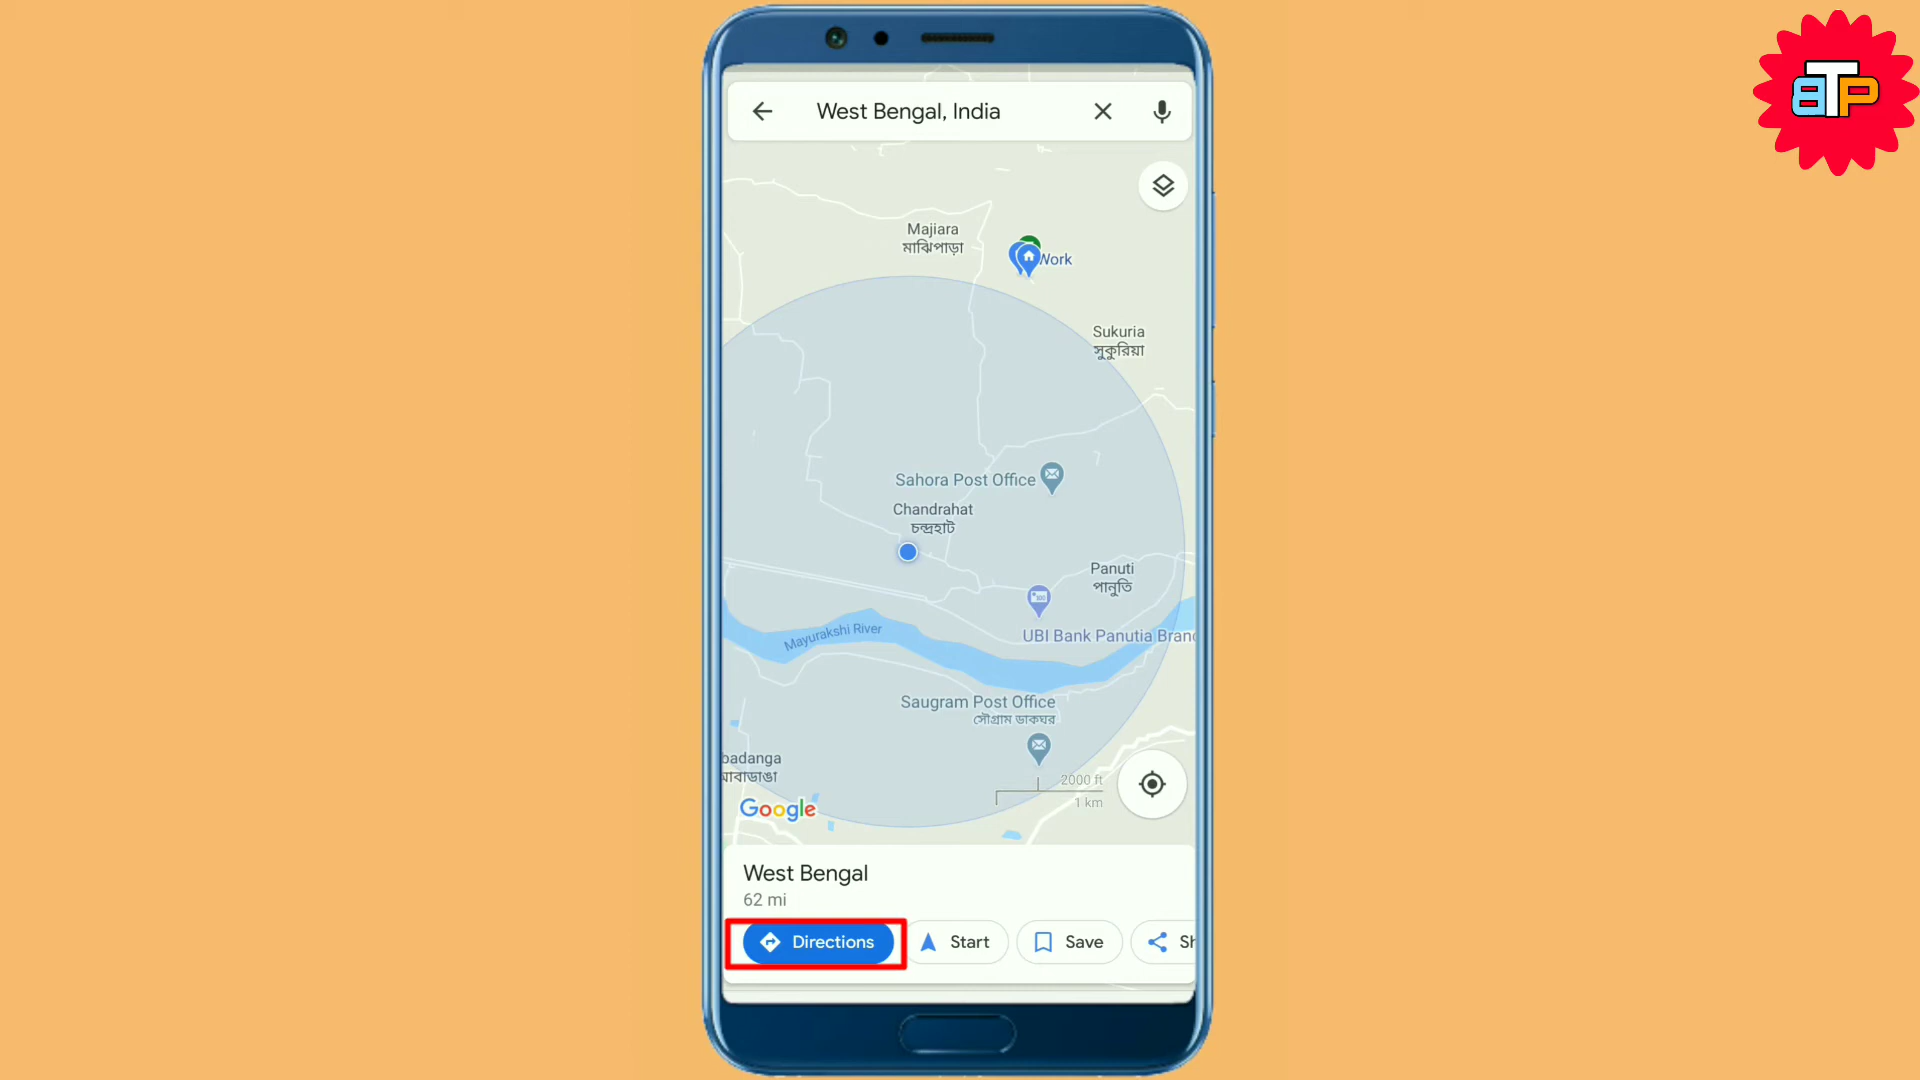 BTP
West Bengal, India
Majiara
মাঝিপাড়া
Work
Sukuria
সুকুরিয়া
Sahora Post Office
Chandrahat
চন্দ্রহাট
Panuti
পানুতি
Mayurakshi River
UBI Bank Panutia Branc
Saugram Post Office
সৌগ্রাম ডাকঘর
badanga
াবাডাঙা
2000 ft
1 km
Google
West Bengal
62 mi
Directions
Start
Save
Sh